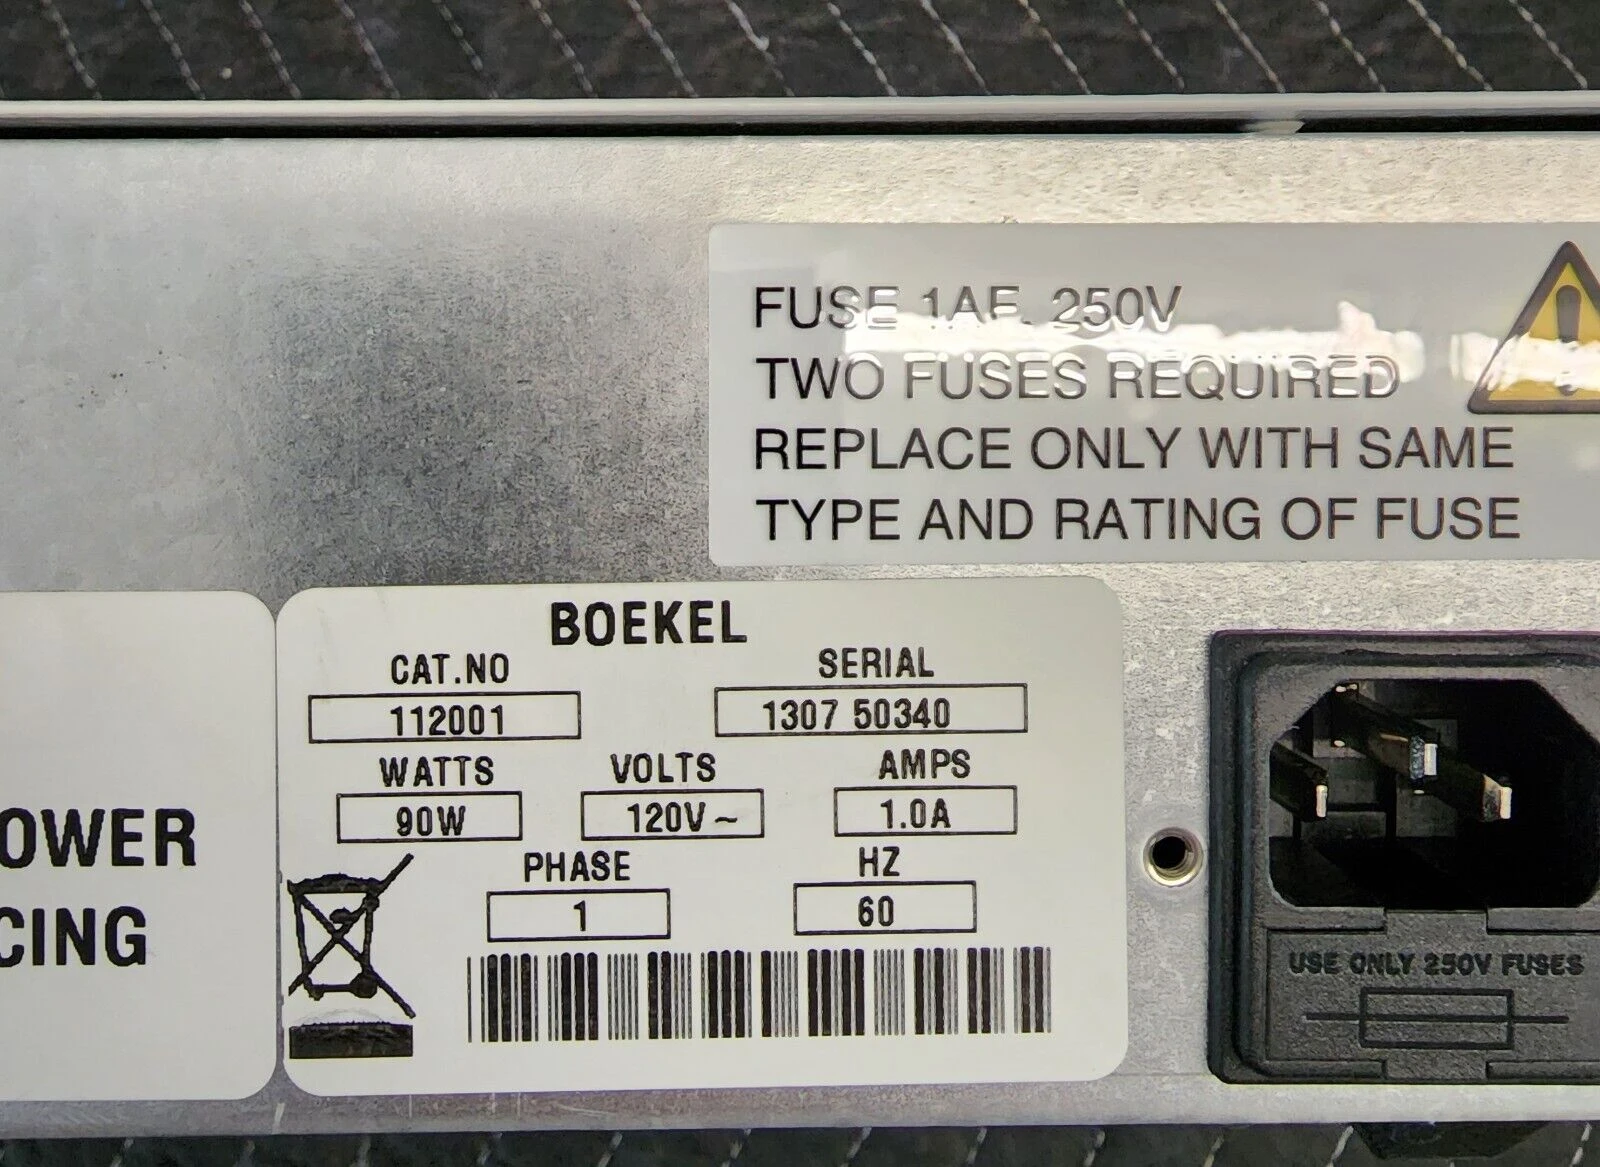 FUSE 1AF, 250V
TWO FUSES REQUIRED
REPLACE ONLY WITH SAME
TYPE AND RATING OF FUSE
BOEKEL
CAT.NO SERIAL
112001 1307 50340
WATTS VOLTS AMPS
90W 120V~ 1.0A
PHASE HZ
1 60
OWER
CING
USE ONLY 250V FUSES